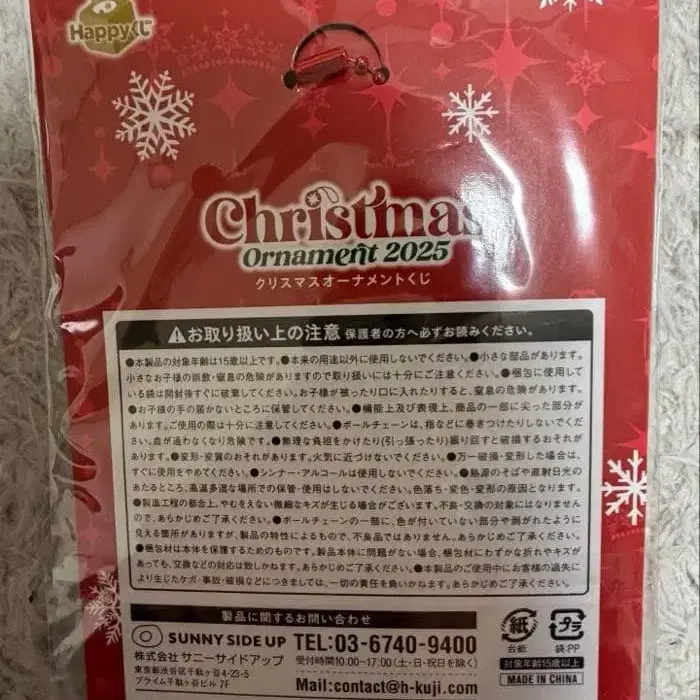 Happyくじ
Christmas
Ornament 2025
クリスマスオーナメントくじ
⚠お取り扱い上の注意 保護者の方へ必ずお読みください。
●本製品の対象年齢は15歳以上です。●本来の用途以外に使用しないでください。●小さな部品があります。
小さなお子様の誤飲・窒息の危険がありますので取り扱いには十分にご注意ください。●梱包に使用して
いる袋は開封後すぐに破棄してください。お子様が被ったり口に入れたりすると、窒息の危険があります。
●お子様の手の届かないところに保管してください。●機能上及び表現上、商品の一部に尖った部分が
あります。ご使用の際は十分に注意してください。●ボールチェーンは、指などに巻きつけたりしないでくだ
さい。血が通わなくなり危険です。●無理な負担をかけたり(引っ張ったり)振り回すと破損するおそれが
あります。●変形・変質のおそれがあります。火気に近づけないでください。●万一破損・変形した場合は、
すぐに使用をやめてください。●シンナー・アルコールは使用しないでください。●熱源のそばや直射日光の
あたるところ、高温多湿な場所での保管・使用はしないでください。色落ち・変色・変形の原因となります。
●製造工程の都合上、やむをえない微細なキズが生じる場合がございます。不良・交換の対象にはなりません
ので、あらかじめご了承ください。●ボールチェーンの一部に、色が付いていない部分や剥がれたように
見える箇所がありますが、製品の特性によるもので、不良品ではありません。あらかじめご了承ください。
●梱包材は本体を保護するためのものです。製品本体に問題がない場合、梱包材にわずかな折れやキズが
あっても、交換などの対応は致しかねます。あらかじめご了承ください。●本製品のご使用中にお客様の過失に
より生じたケガ・事故・破損などにつきましては、一切の責任を負いかねます。あらかじめご了承ください。
製品に関するお問い合わせ
SUNNY SIDE UP
株式会社 サニーサイドアップ
東京都渋谷区千駄ヶ谷4-23-5
プライム千駄ヶ谷ビル 7F
TEL:03-6740-9400
受付時間10:00~17:00(土・日・祝日を除く)
Mail:contact@h-kuji.com
紙
台紙
プラ
袋:PP
対象年齢15歳以上
MADE IN CHINA